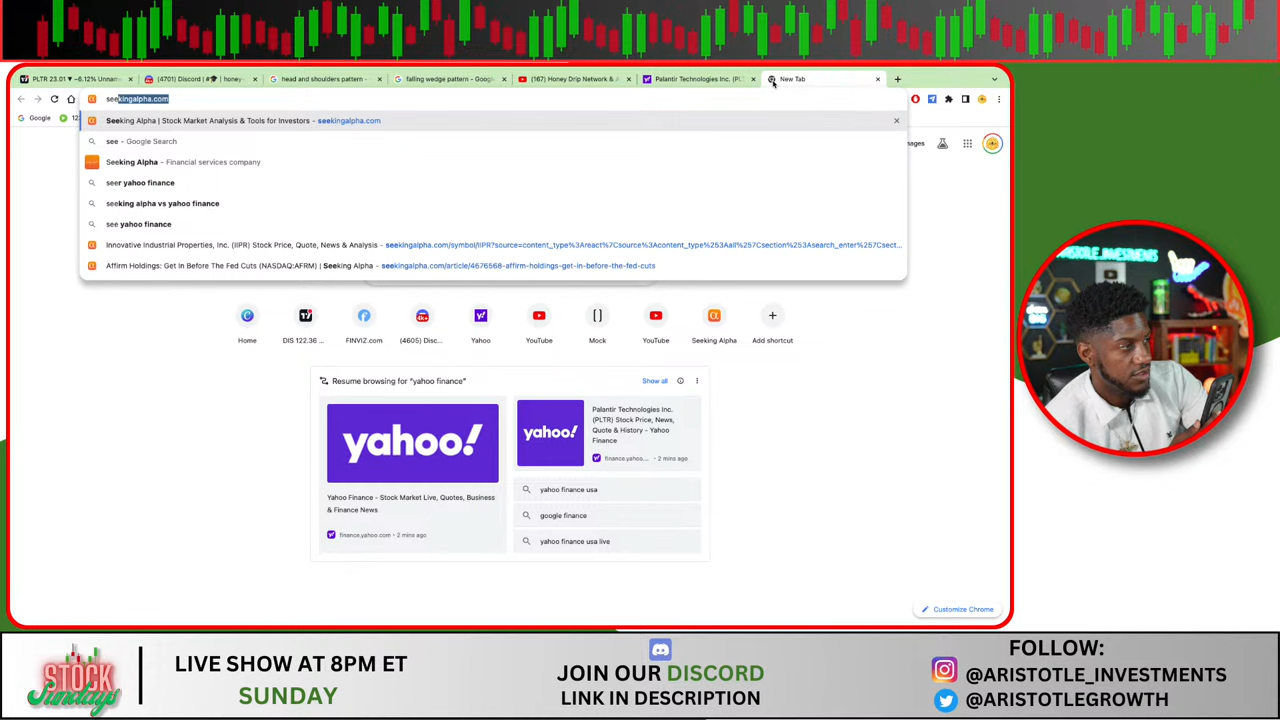 PLTR 23.01 ▼ −6.12% Unnam
(4701) Discord | #🎓 | honey-
head and shoulders pattern -
falling wedge pattern – Goog
(167) Honey Drip Network & A
Palantir Technologies Inc. (PLT
New Tab
seekingalpha.com
Google
Seeking Alpha | Stock Market Analysis & Tools for Investors - seekingalpha.com
see - Google Search
Seeking Alpha - Financial services company
seer yahoo finance
seeking alpha vs yahoo finance
see yahoo finance
Innovative Industrial Properties, Inc. (IIPR) Stock Price, Quote, News & Analysis - seekingalpha.com/symbol/IIPR?source=content_type%3Areact%7Csource%3Acontent_type%253Aall%257Csection%253Asearch_enter%257Csect...
Affirm Holdings: Get in Before The Fed Cuts (NASDAQ:AFRM) | Seeking Alpha - seekingalpha.com/article/4676568-affirm-holdings-get-in-before-the-fed-cuts
ages
Home
DIS 122.36 ...
FINVIZ.com
(4605) Disc...
Yahoo
YouTube
Mock
YouTube
Seeking Alpha
Add shortcut
Resume browsing for "yahoo finance"
Show all
yahoo!
Yahoo Finance - Stock Market Live, Quotes, Business
& Finance News
finance.yahoo.com • 2 mins ago
yahoo!
Palantir Technologies Inc.
(PLTR) Stock Price, News,
Quote & History - Yahoo
Finance
finance.yahoo... • 2 mins ago
yahoo finance usa
google finance
yahoo finance usa live
Customize Chrome
STOCK
Sundays
LIVE SHOW AT 8PM ET
SUNDAY
JOIN OUR DISCORD
LINK IN DESCRIPTION
FOLLOW:
@ARISTOTLE_INVESTMENTS
@ARISTOTLEGROWTH